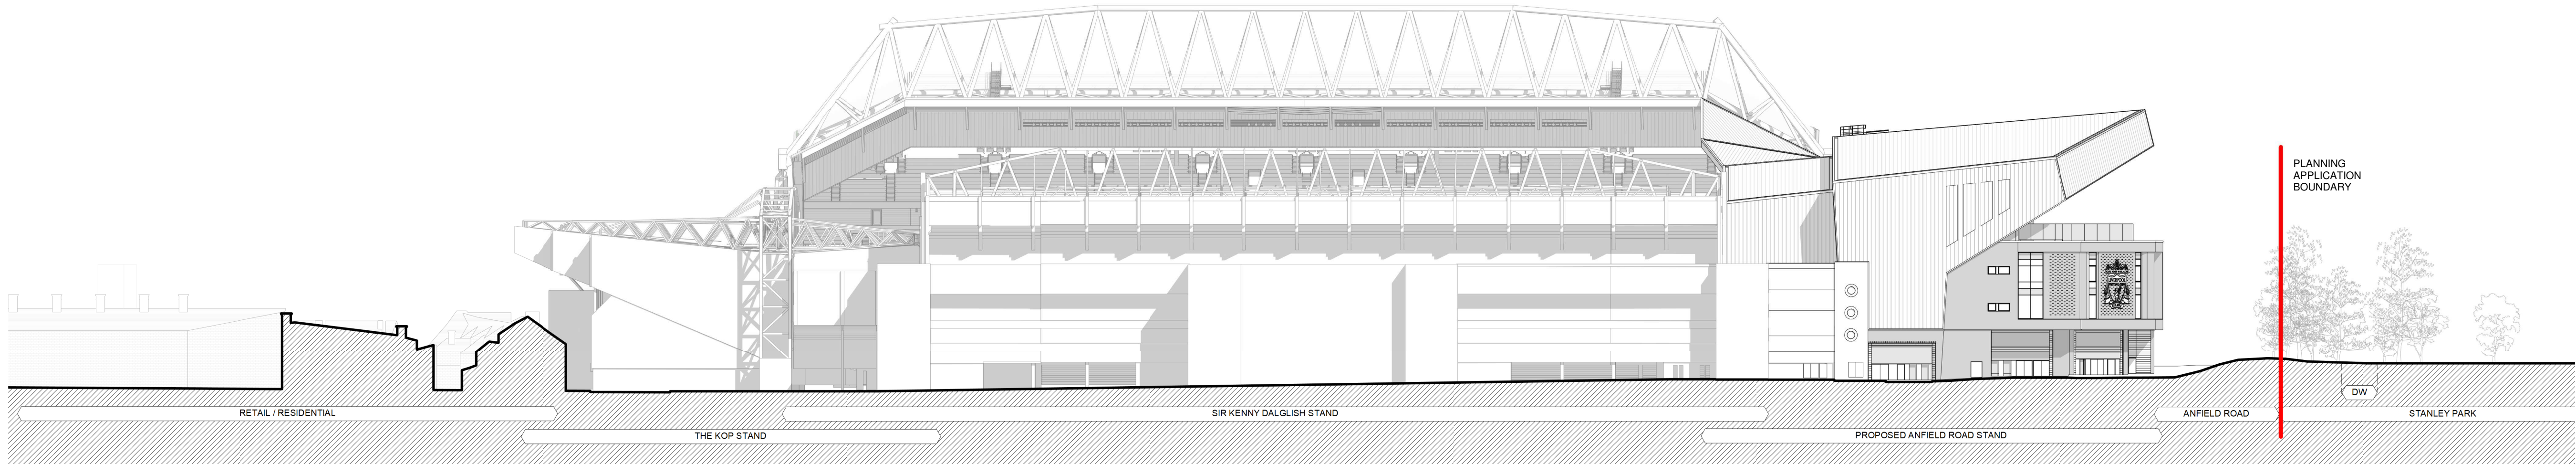 PLANNING
APPLICATION
BOUNDARY
DW
RETAIL / RESIDENTIAL
SIR KENNY DALGLISH STAND
ANFIELD ROAD
STANLEY PARK
THE KOP STAND
PROPOSED ANFIELD ROAD STAND